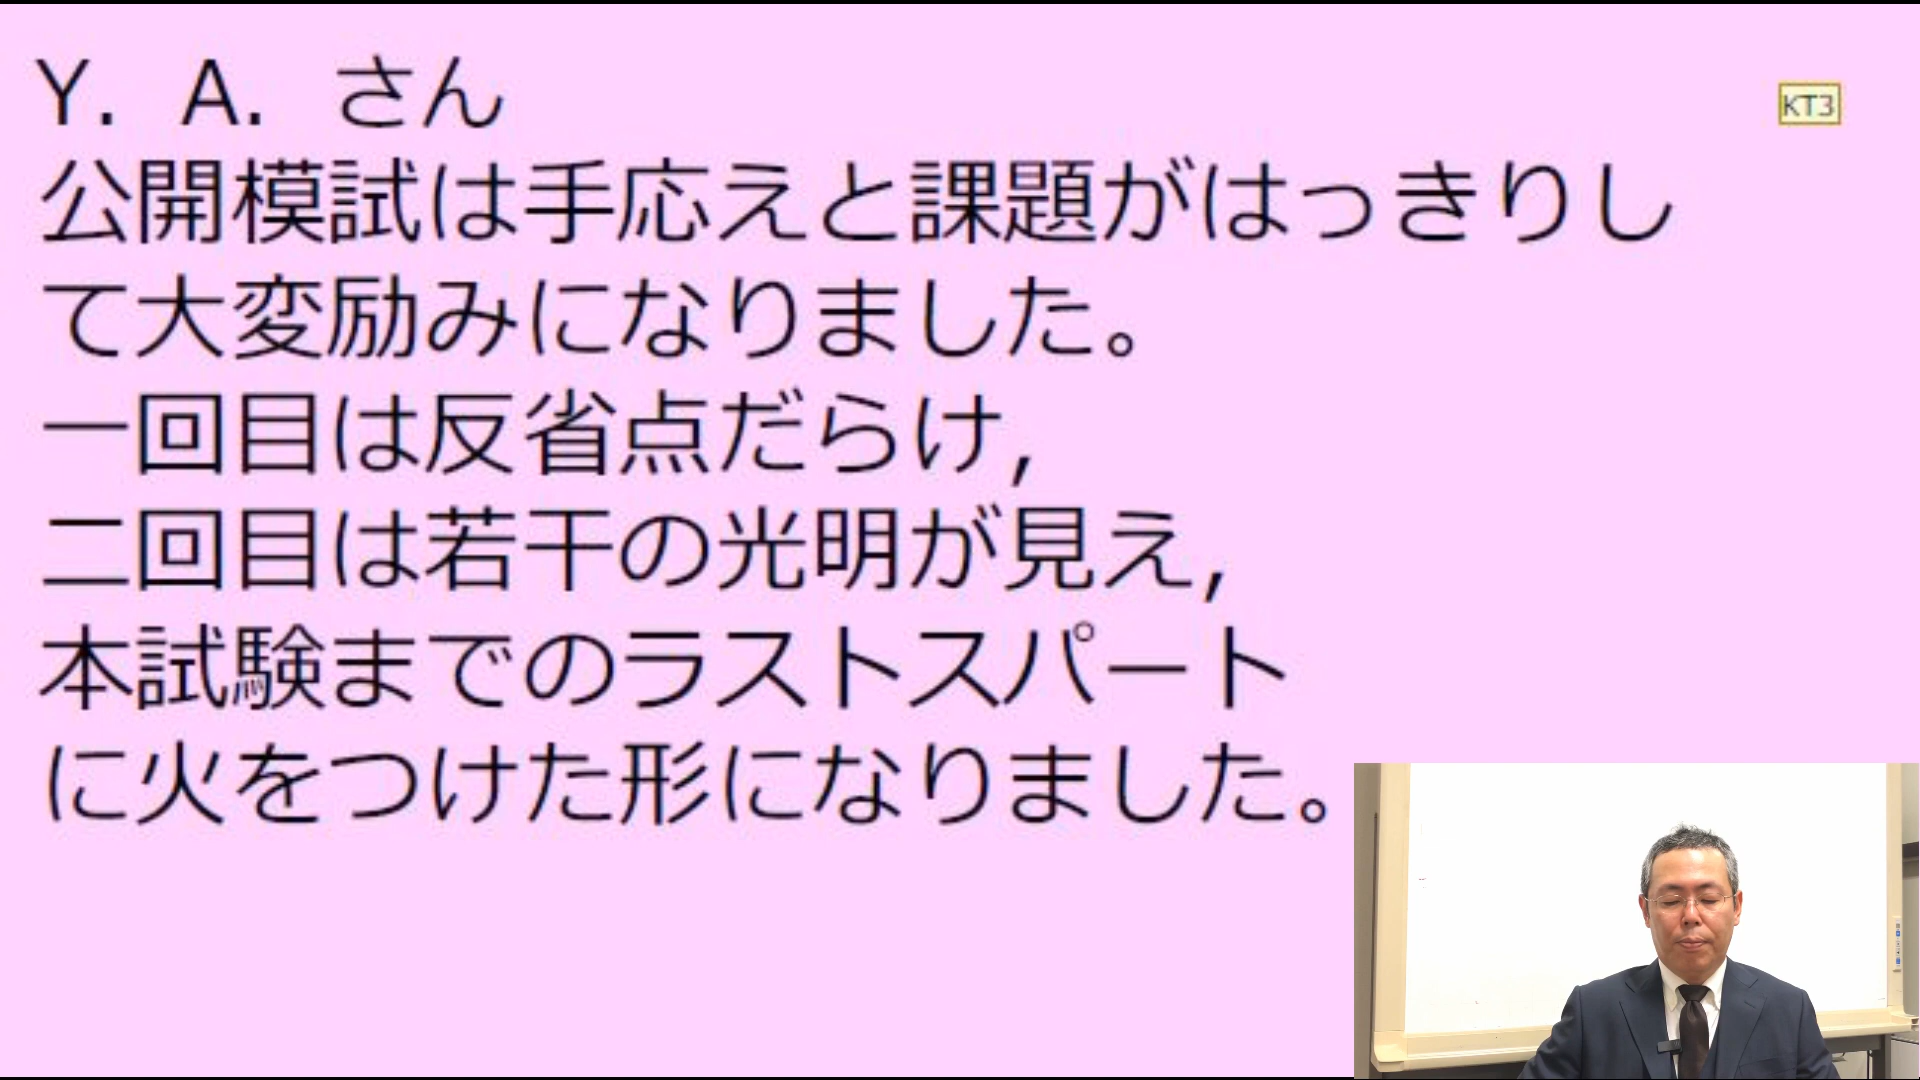 Y. A. さん
KT3
公開模試は手応えと課題がはっきりし
て大変励みになりました。
一回目は反省点だらけ,
二回目は若干の光明が見え,
本試験までのラストスパート
に火をつけた形になりました。